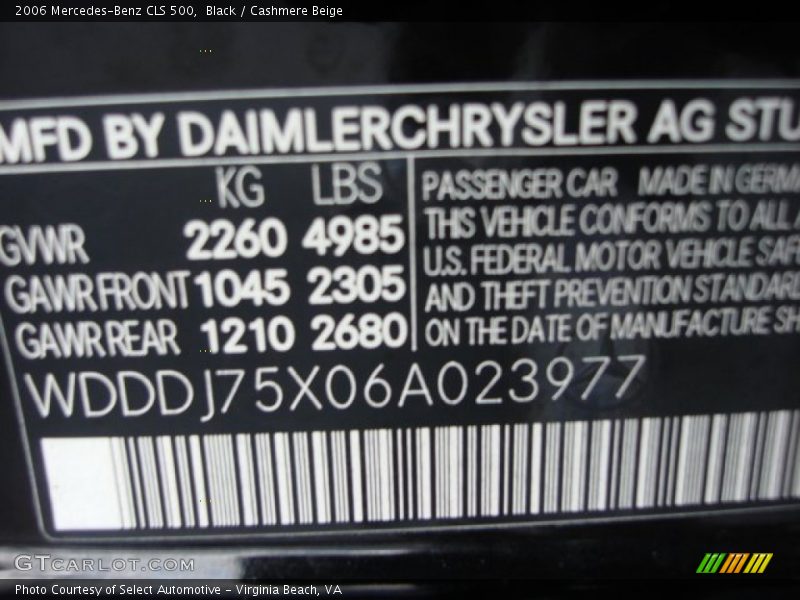 2006 Mercedes-Benz CLS 500, Black / Cashmere Beige
MFD BY DAIMLERCHRYSLER AG STU
KG LBS
GVWR 2260 4985
GAWR FRONT 1045 2305
GAWR REAR 1210 2680
PASSENGER CAR MADE IN GERMA
THIS VEHICLE CONFORMS TO ALL A
U.S. FEDERAL MOTOR VEHICLE SAF
AND THEFT PREVENTION STANDARD
ON THE DATE OF MANUFACTURE SH
WDDDJ75X06A023977
GTCARLOT.COM
Photo Courtesy of Select Automotive - Virginia Beach, VA